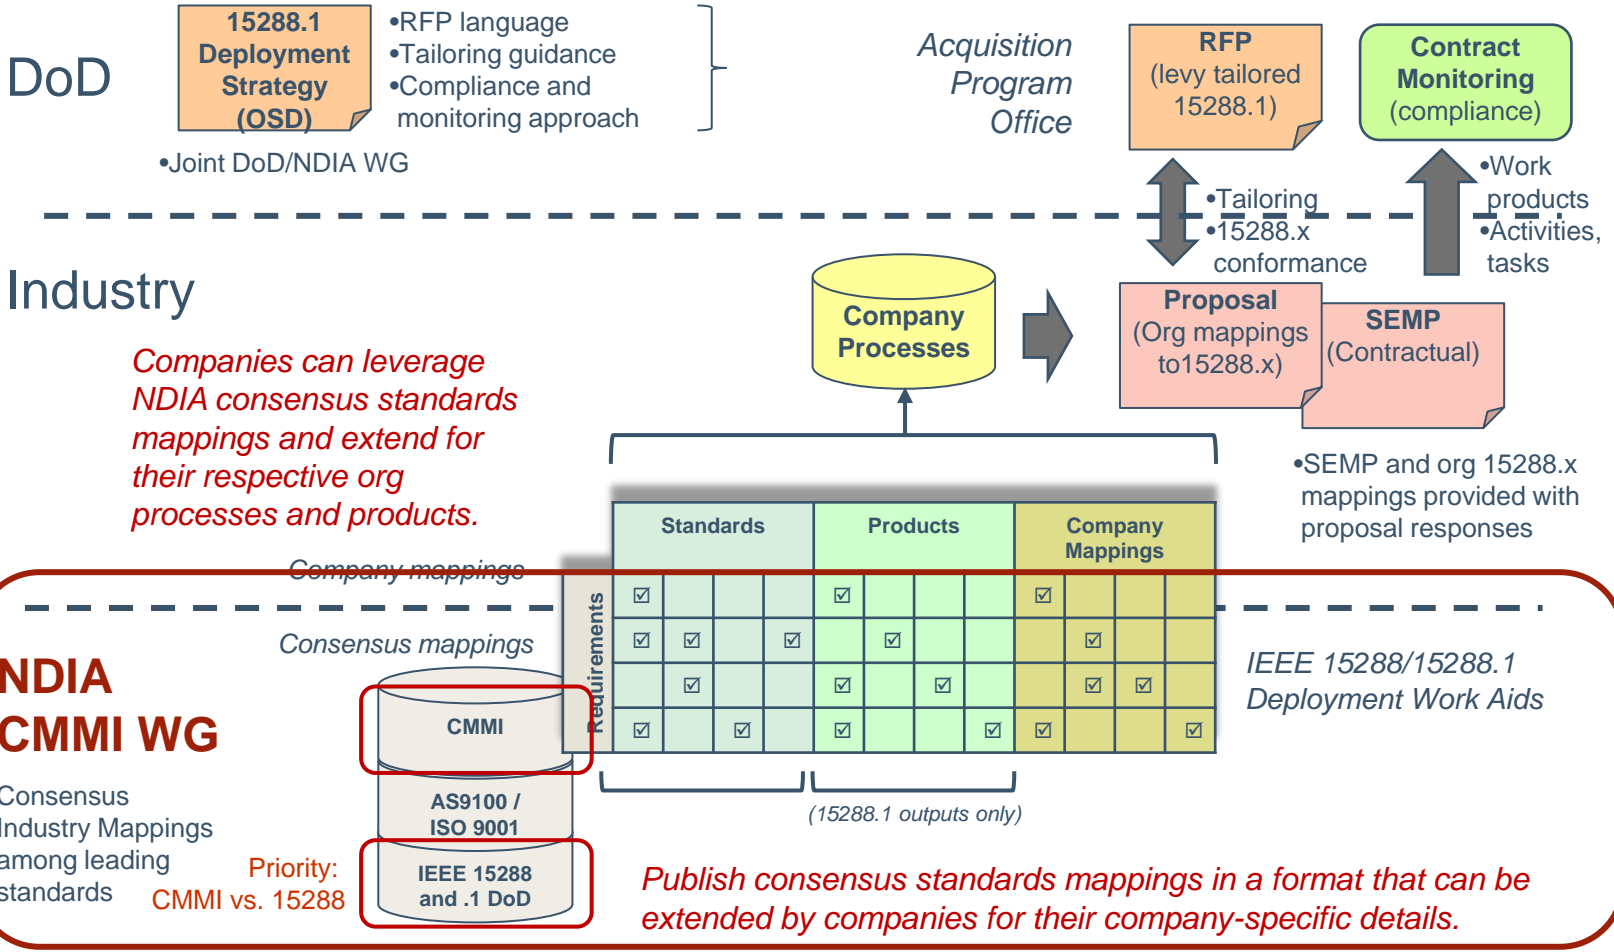 DoD
15288.1
Deployment
Strategy
(OSD)
•RFP language
•Tailoring guidance
•Compliance and
monitoring approach
•Joint DoD/NDIA WG
Acquisition
Program
Office
RFP
(levy tailored
15288.1)
Contract
Monitoring
(compliance)
•Tailoring
•15288.x
conformance
•Work
products
•Activities,
tasks
Industry
Companies can leverage
NDIA consensus standards
mappings and extend for
their respective org
processes and products.
Company
Processes
Proposal
(Org mappings
to15288.x)
SEMP
(Contractual)
•SEMP and org 15288.x
mappings provided with
proposal responses
Standards
Products
Company
Mappings
Requirements
Company mappings
Consensus mappings
NDIA
CMMI WG
Consensus
Industry Mappings
among leading
standards
Priority:
CMMI vs. 15288
CMMI
AS9100 /
ISO 9001
IEEE 15288
and .1 DoD
(15288.1 outputs only)
IEEE 15288/15288.1
Deployment Work Aids
Publish consensus standards mappings in a format that can be
extended by companies for their company-specific details.